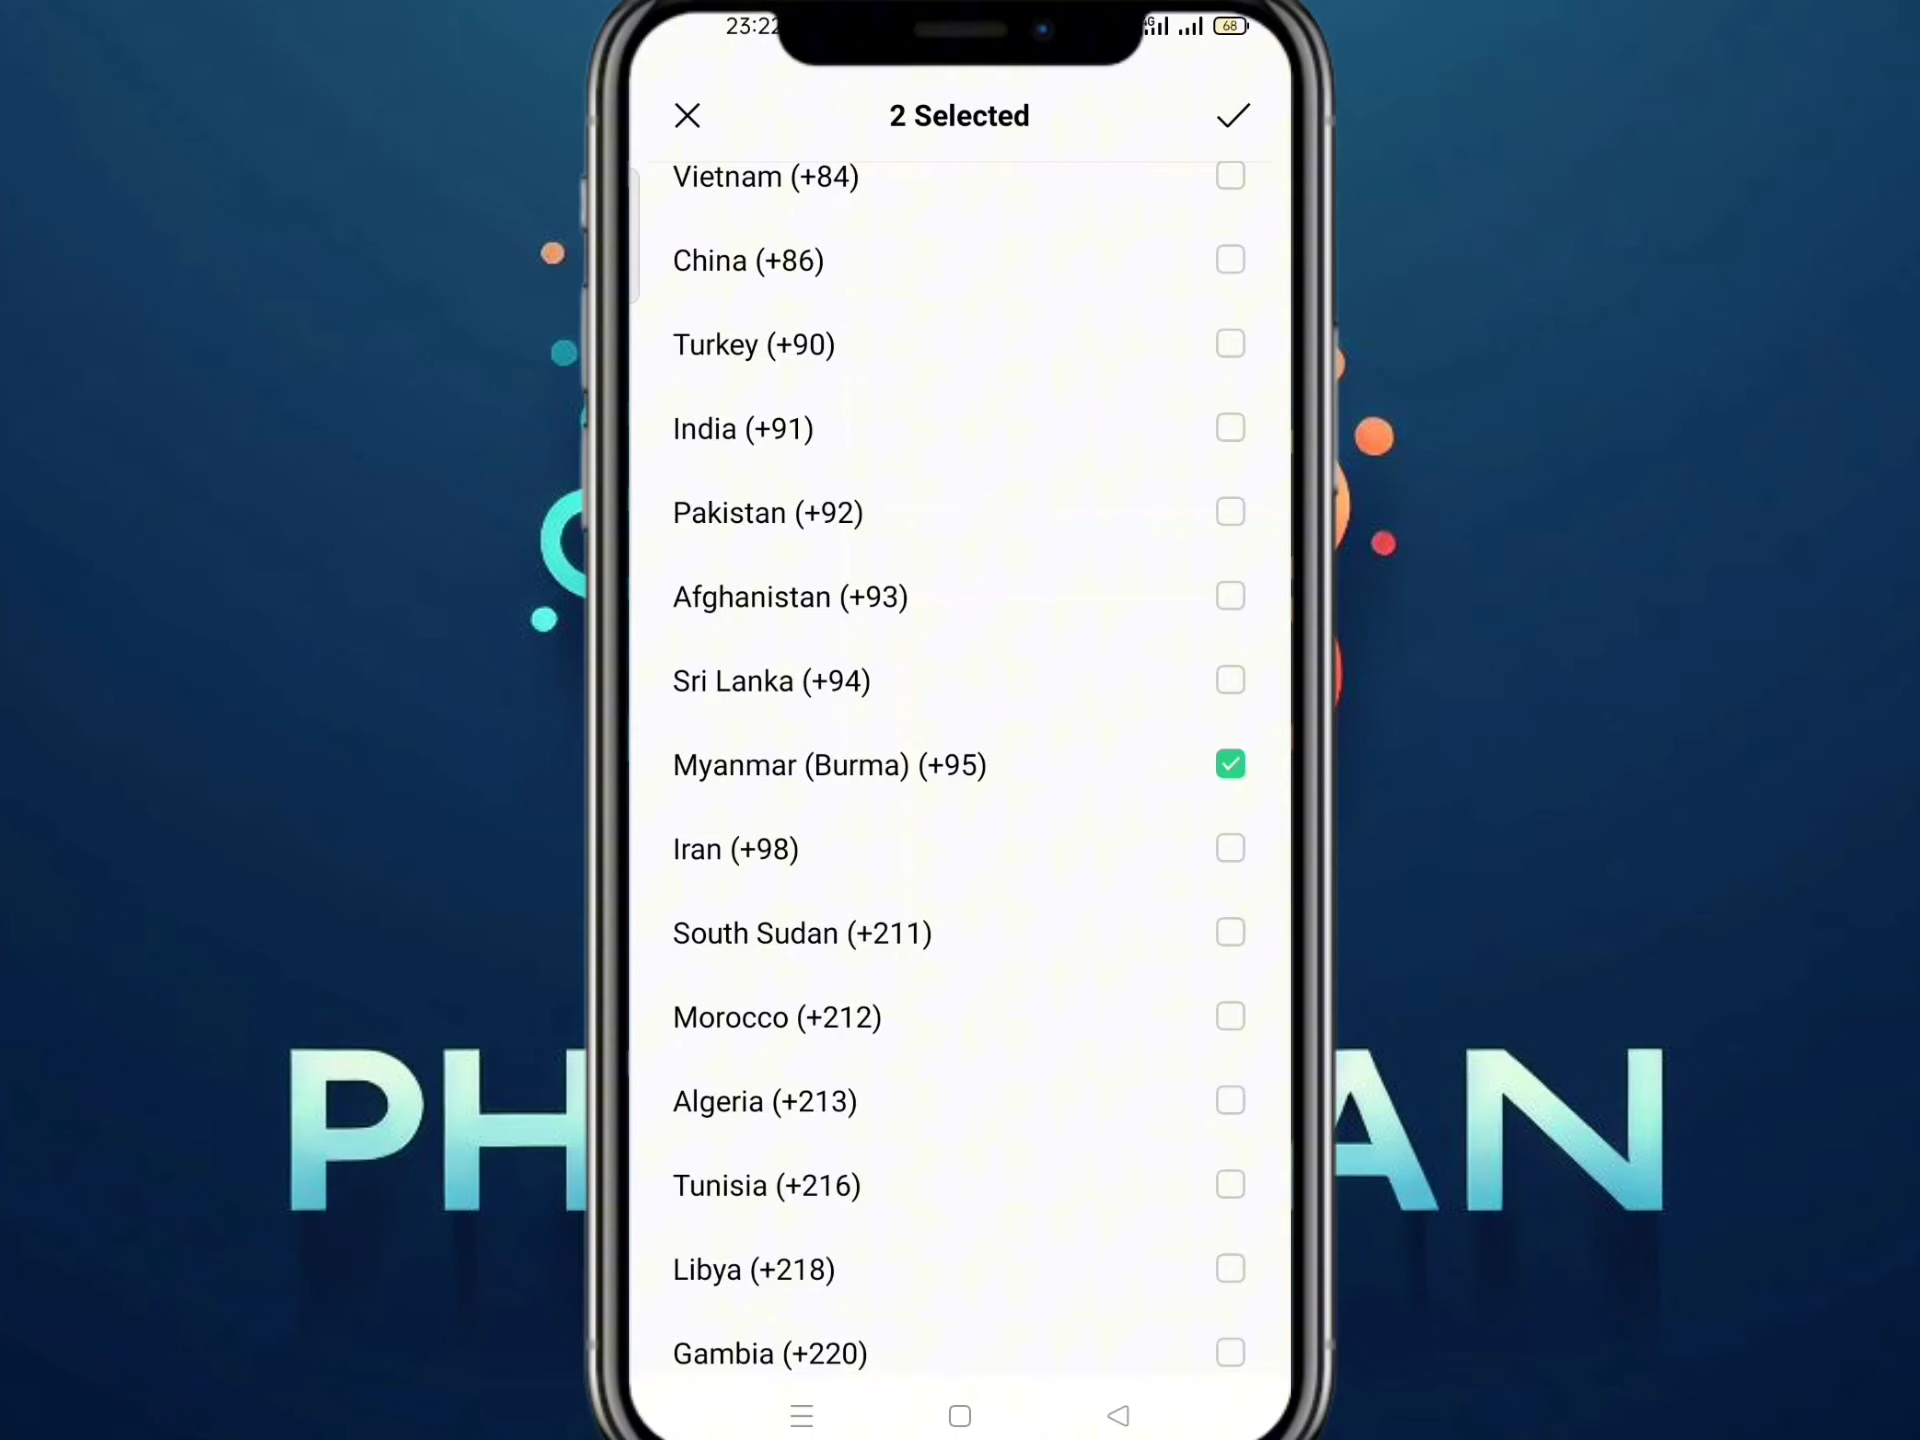 23:22
4G
68
2 Selected
Vietnam (+84)
China (+86)
Turkey (+90)
India (+91)
Pakistan (+92)
Afghanistan (+93)
Sri Lanka (+94)
Myanmar (Burma) (+95)
Iran (+98)
South Sudan (+211)
Morocco (+212)
Algeria (+213)
Tunisia (+216)
Libya (+218)
Gambia (+220)
PH
AN